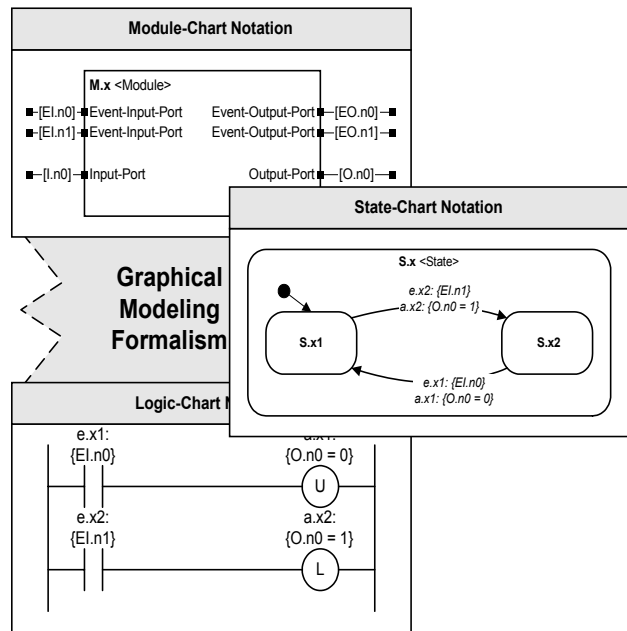 Module-Chart Notation
M.x <Module>
[EI.n0] Event-Input-Port Event-Output-Port [EO.n0]
[EI.n1] Event-Input-Port Event-Output-Port [EO.n1]
[I.n0] Input-Port Output-Port [O.n0]
State-Chart Notation
S.x <State>
e.x2: {EI.n1}
a.x2: {O.n0 = 1}
S.x1 S.x2
e.x1: {EI.n0}
a.x1: {O.n0 = 0}
Graphical
Modeling
Formalism
Logic-Chart
e.x1: a.x1:
{EI.n0} {O.n0 = 0}
U
e.x2: a.x2:
{EI.n1} {O.n0 = 1}
L